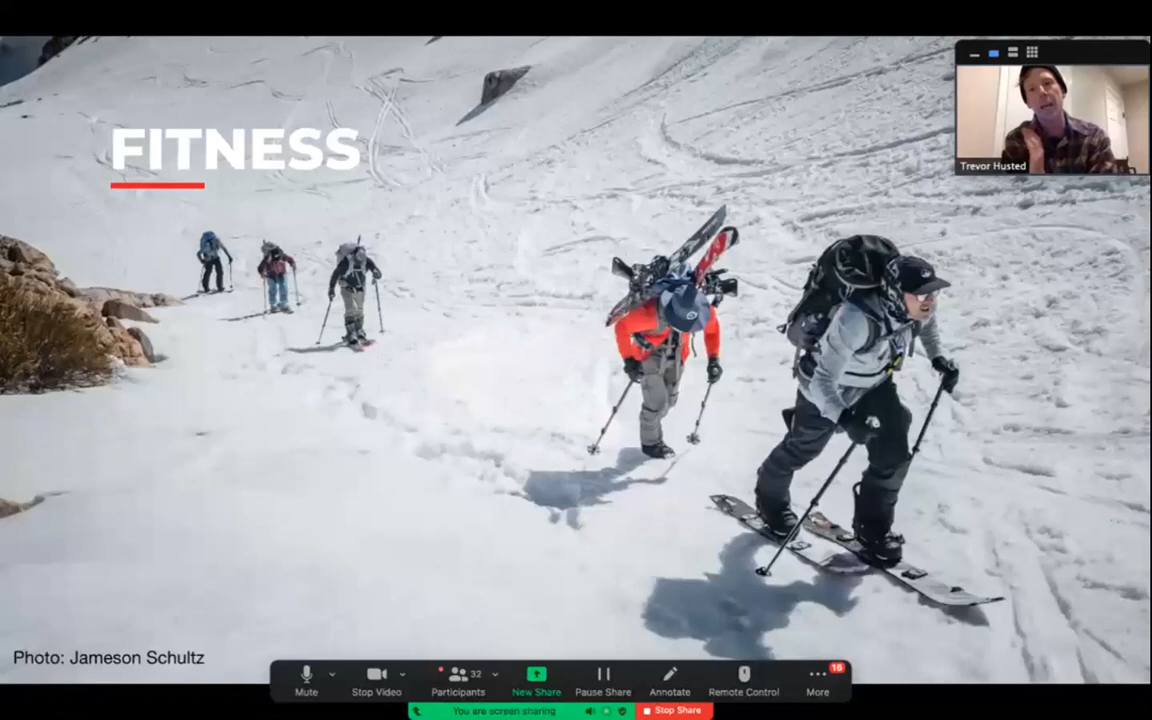 FITNESS
Trevor Husted
Photo: Jameson Schultz
Mute
Stop Video
32
Participants
New Share
Pause Share
Annotate
Remote Control
16
More
You are screen sharing
Stop Share